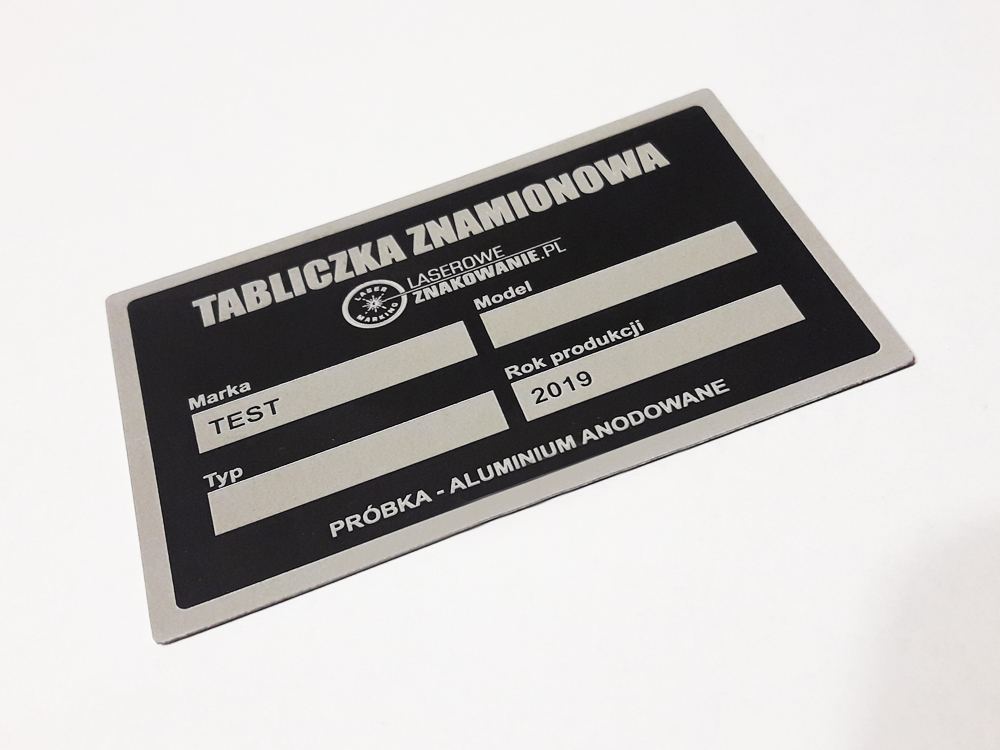 TABLICZKA ZNAMIONOWA
LASER MARKING
LASEROWE
ZNAKOWANIE.PL
Marka
TEST
Model
Typ
Rok produkcji
2019
PRÓBKA - ALUMINIUM ANODOWANE